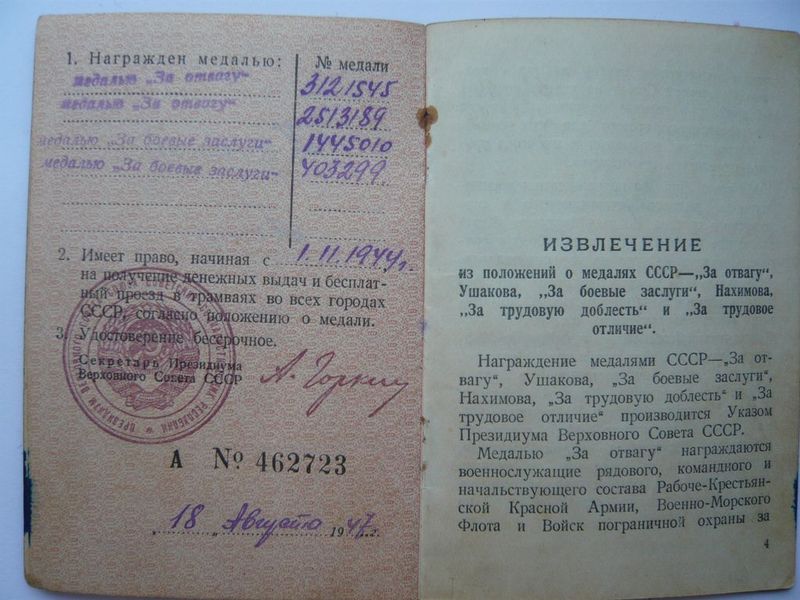 1. Награжден медалью:
№ медали
медалью „За отвагу“
3121545
медалью „За отвагу“
2513189
медалью „За боевые заслуги“
1445010
медалью „За боевые заслуги“
403299
2. Имеет право, начиная с 1.11.1944 г.
на получение денежных выдач и бесплат-
ный проезд в трамваях во всех городах
СССР, согласно положению о медали.
3. Удостоверение бессрочное.
Секретарь Президиума
Верховного Совета СССР
А. Горкин
А № 462723
„18“ Августа 1947 г.
ИЗВЛЕЧЕНИЕ
из положений о медалях СССР—„За отвагу“,
Ушакова, „За боевые заслуги“, Нахимова,
„За трудовую доблесть“ и „За трудовое
отличие“.
Награждение медалями СССР—„За от-
вагу“, Ушакова, „За боевые заслуги“,
Нахимова, „За трудовую доблесть“ и „За
трудовое отличие“ производится Указом
Президиума Верховного Совета СССР.
Медалью „За отвагу“ награждаются
военнослужащие рядового, командного и
начальствующего состава Рабоче-Крестьян-
ской Красной Армии, Военно-Морского
Флота и Войск пограничной охраны за
4